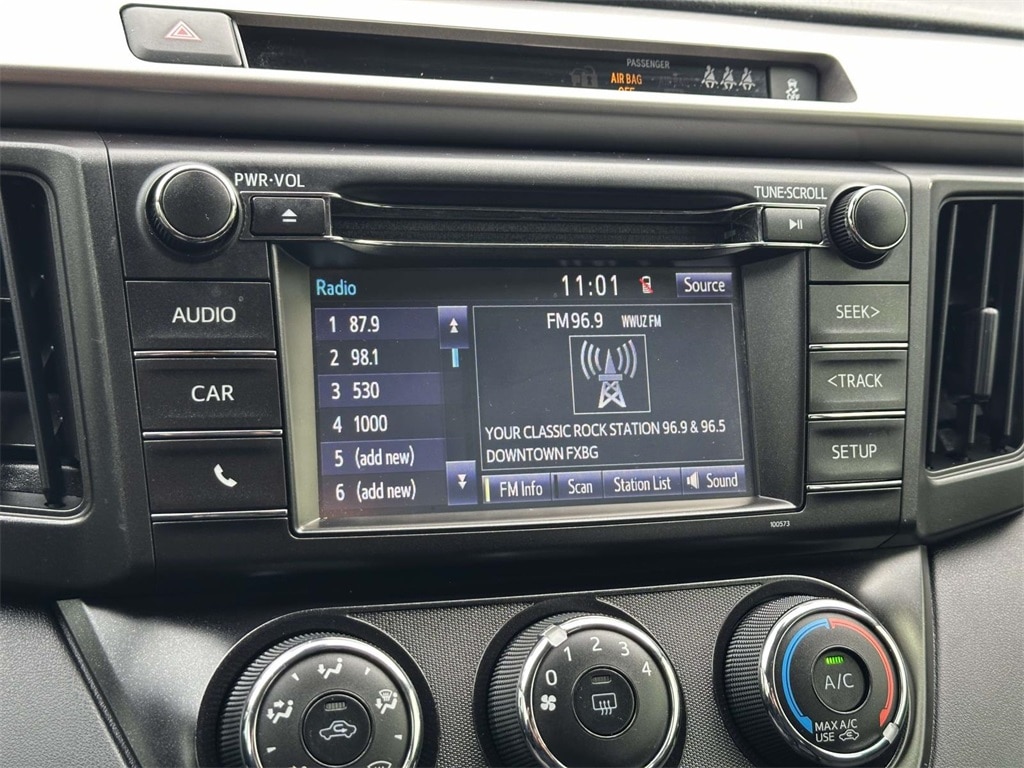 PASSENGER
AIR BAG
OFF
PWR•VOL
TUNE•SCROLL
AUDIO
CAR
Radio
11:01
Source
1 87.9
2 98.1
3 530
4 1000
5 (add new)
6 (add new)
FM 96.9 WWUZ FM
YOUR CLASSIC ROCK STATION 96.9 & 96.5
DOWNTOWN FXBG
FM Info
Scan
Station List
Sound
SEEK>
<TRACK
SETUP
100573
0 1 2 3 4
A/C
MAX A/C
USE